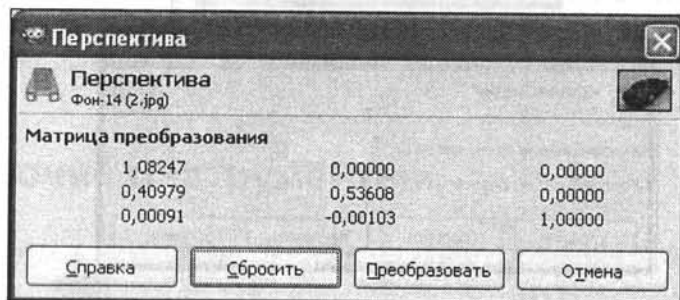 Перспектива
Перспектива
Фон-14 (2.jpg)
Матрица преобразования
1,08247 0,00000 0,00000
0,40979 0,53608 0,00000
0,00091 -0,00103 1,00000
Справка Сбросить Преобразовать Отмена